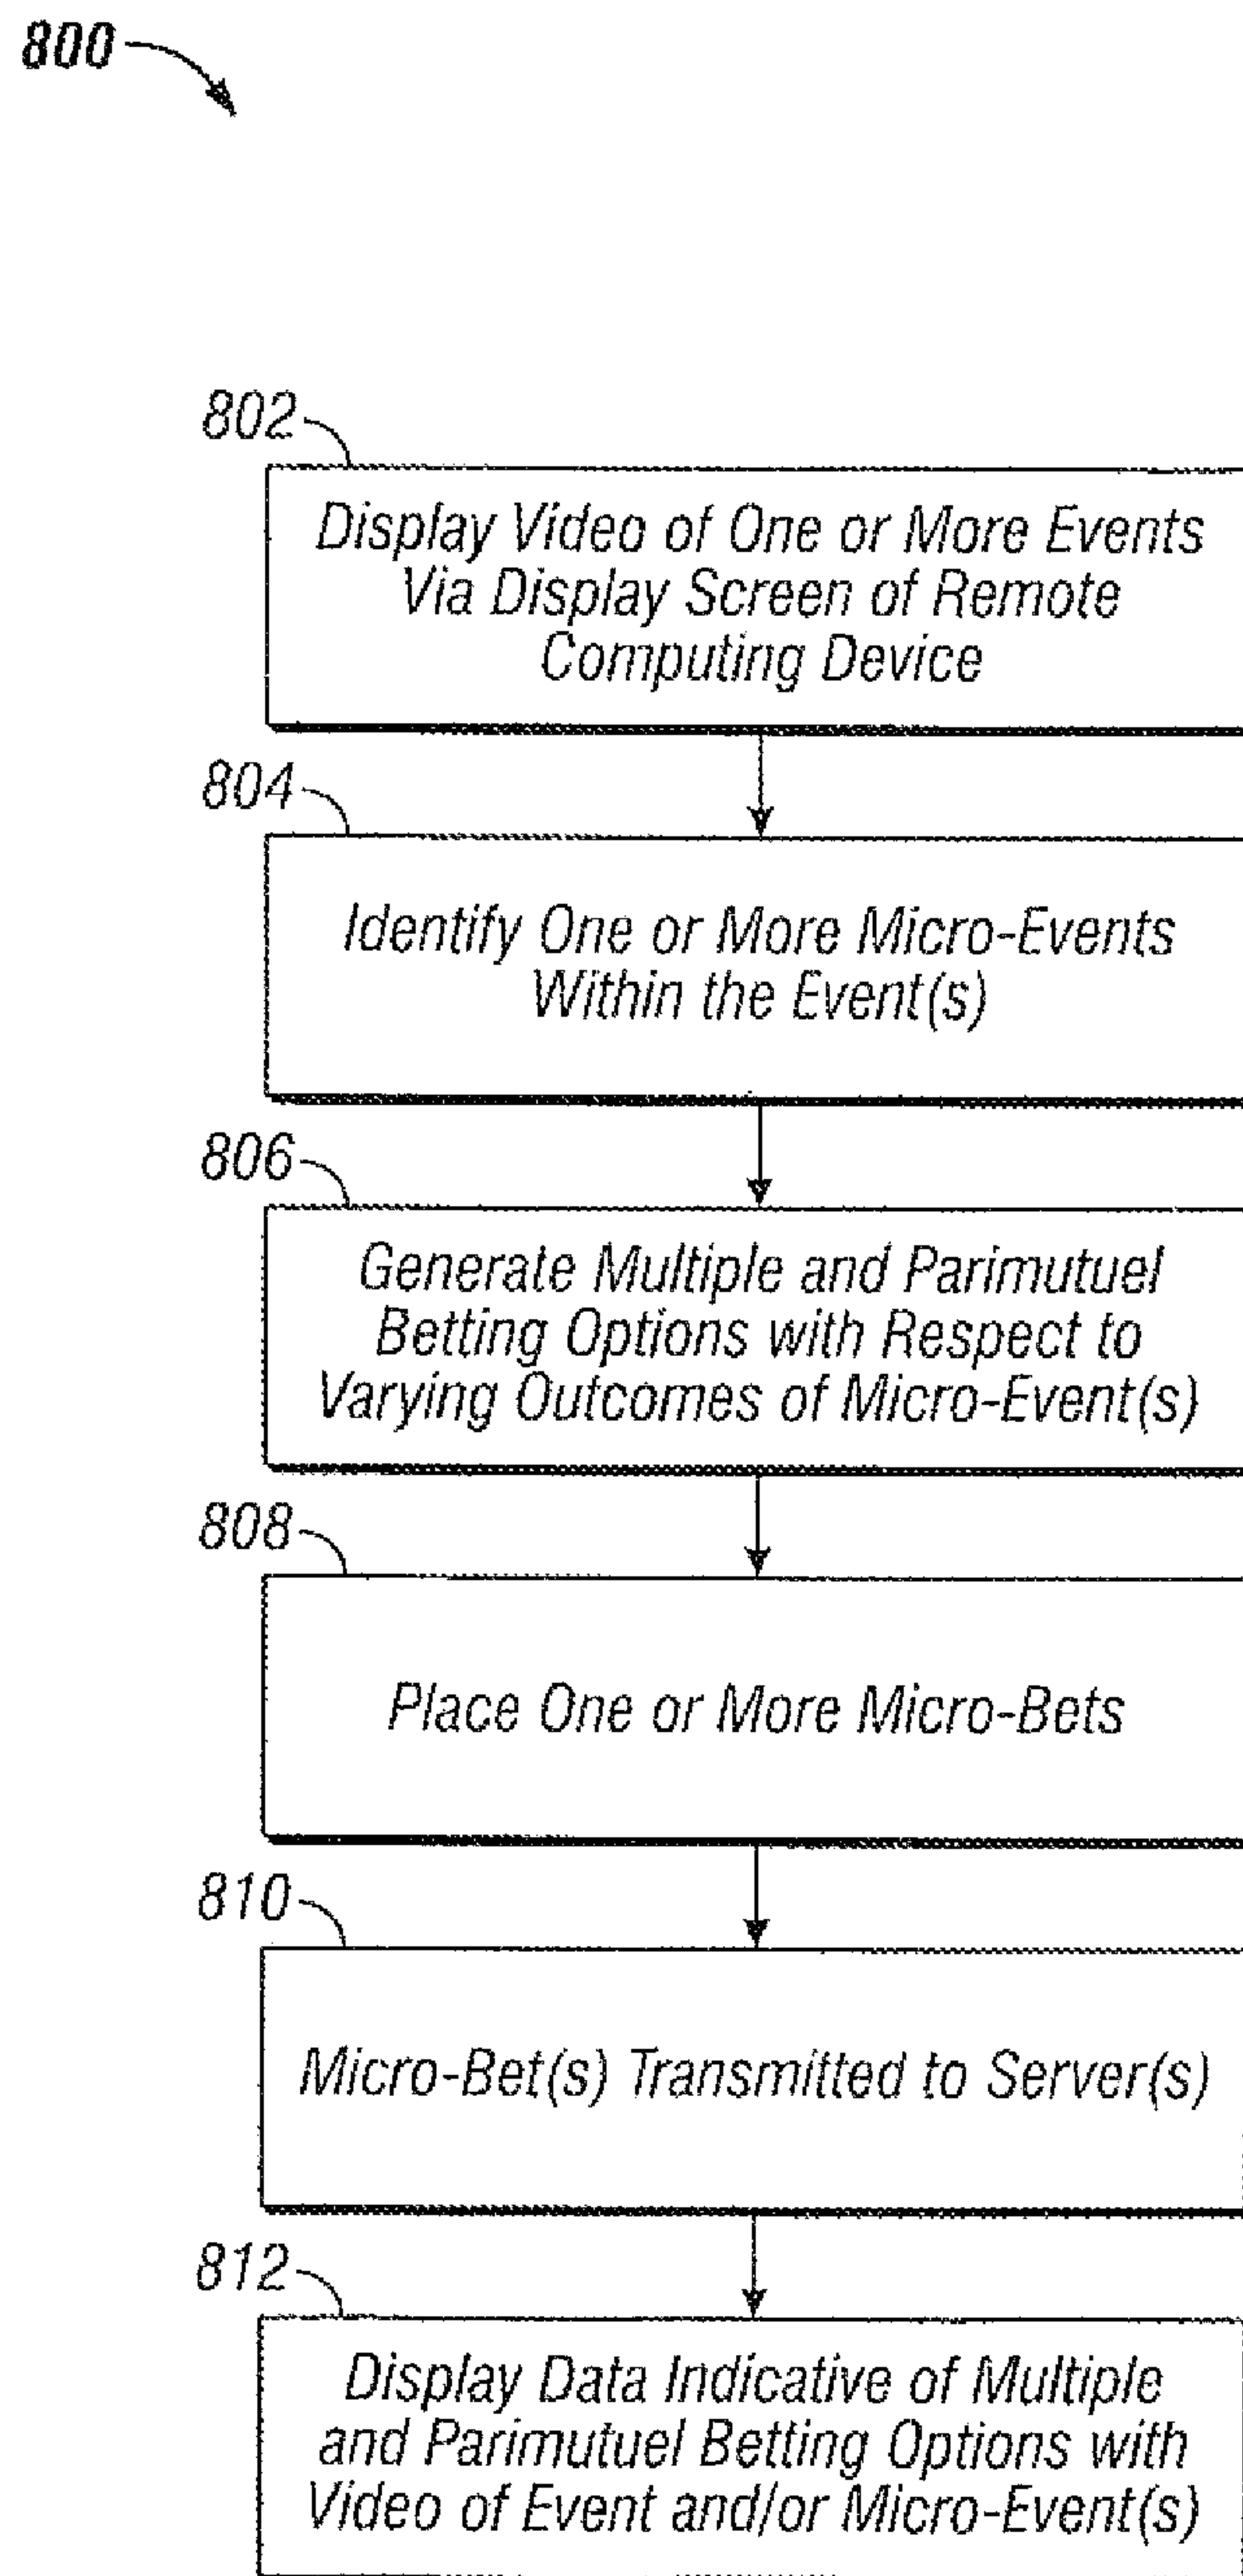 800
802
Display Video of One or More Events
Via Display Screen of Remote
Computing Device
804
Identify One or More Micro-Events
Within the Event(s)
806
Generate Multiple and Parimutuel
Betting Options with Respect to
Varying Outcomes of Micro-Event(s)
808
Place One or More Micro-Bets
810
Micro-Bet(s) Transmitted to Server(s)
812
Display Data Indicative of Multiple
and Parimutuel Betting Options with
Video of Event and/or Micro-Event(s)